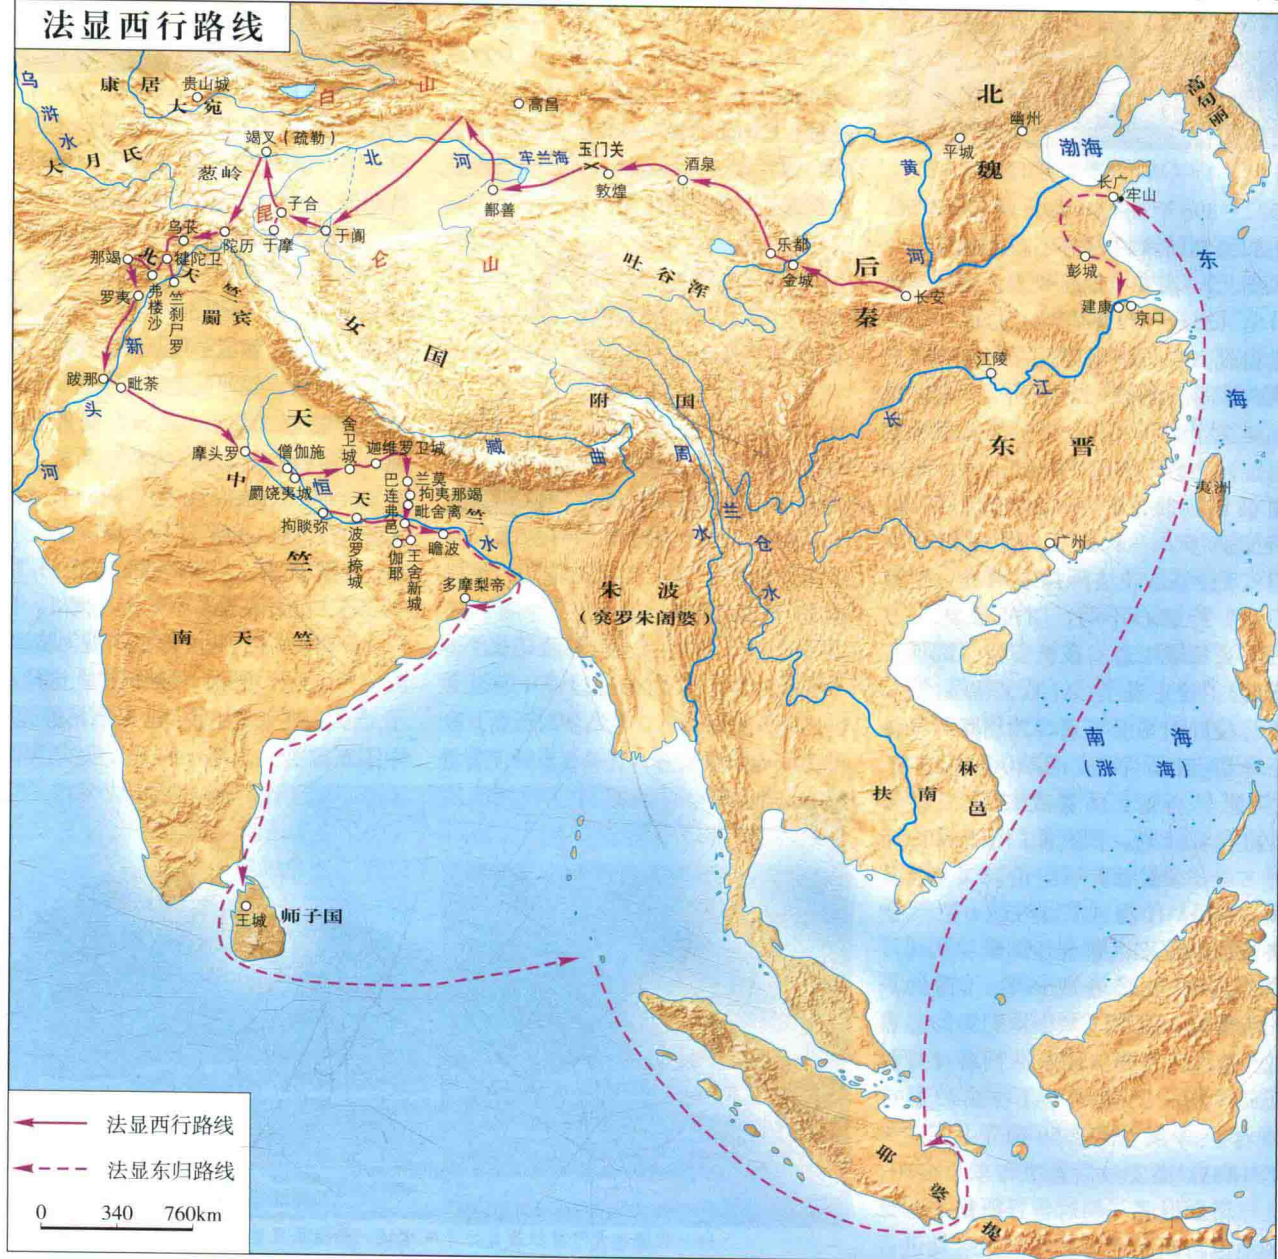 法显西行路线
乌浒水
康居
贵山城
大宛
大月氏
竭叉（疏勒）
葱岭
白山
高昌
北河
牢兰海
玉门关
敦煌
酒泉
鄯善
子合
于摩
于阗
昆仑山
乌苌
陀历
那竭
犍陀卫
罗夷
弗楼沙
竺刹尸罗
北天竺
罽宾
新头河
跋那
毗荼
女国
吐谷浑
乐都
金城
后秦
长安
黄河
北魏
平城
幽州
渤海
高句丽
长广
牢山
彭城
建康
京口
东海
江陵
长江
东晋
夷洲
广州
附国
臧曲
周水
兰仓水
天竺
中天竺
摩头罗
僧伽施
罽饶夷城
舍卫城
迦维罗卫城
兰莫
拘夷那竭
毗舍离
巴连弗邑
恒水
拘睒弥
波罗捺城
伽耶
王舍新城
瞻波
多摩梨帝
南天竺
朱波
（突罗朱阇婆）
南海
（涨海）
林邑
扶南
王城
师子国
耶婆提
法显西行路线
法显东归路线
0 340 760km